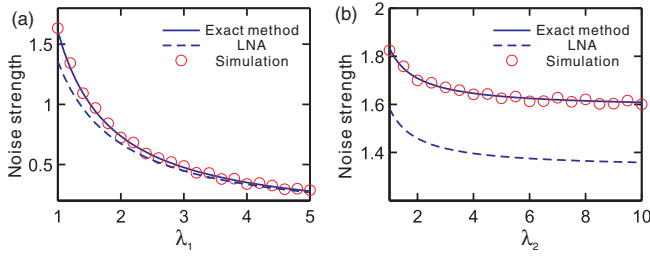 (a)
Exact method
LNA
Simulation
Noise strength
1.5
1
0.5
1 2 3 4 5
λ1
(b)
Exact method
LNA
Simulation
Noise strength
2
1.8
1.6
1.4
2 4 6 8 10
λ2